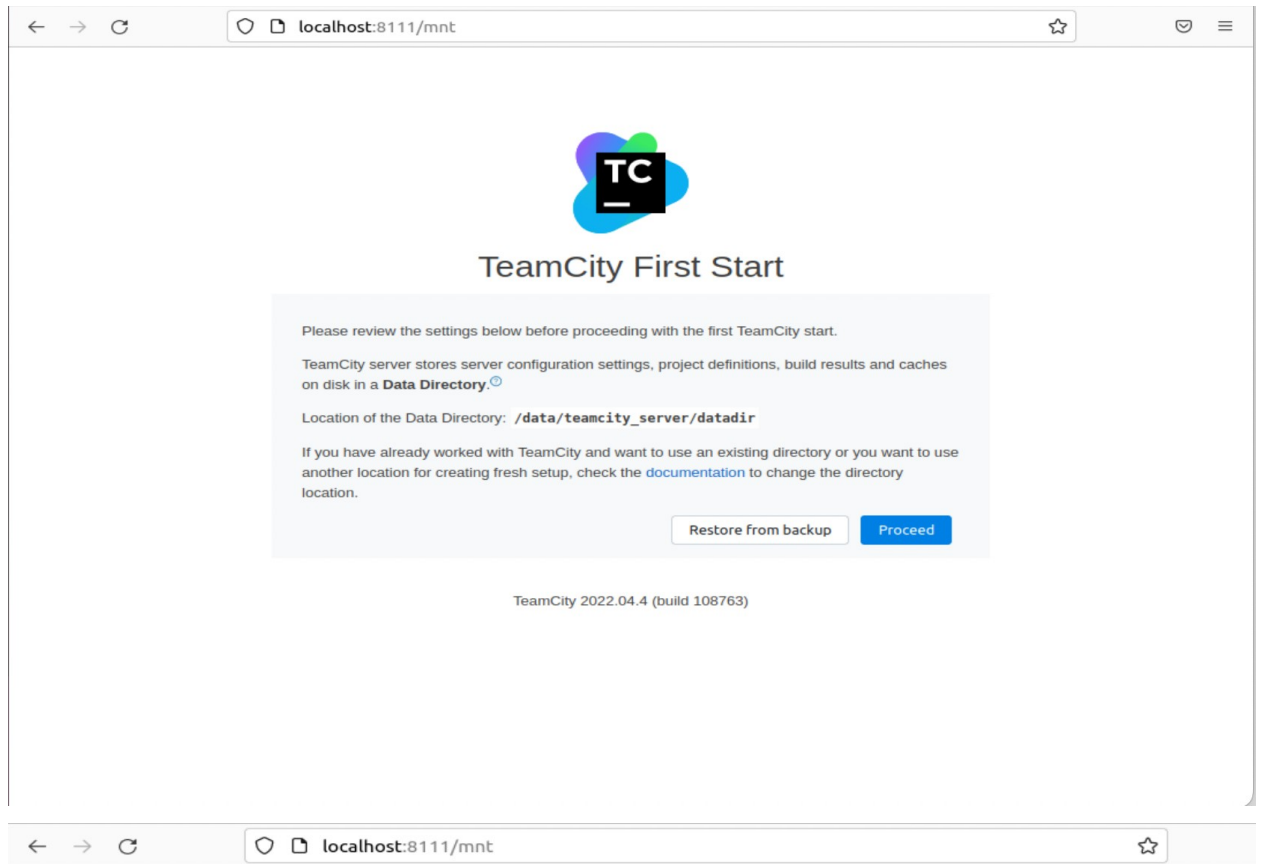 localhost:8111/mnt
TC
TeamCity First Start
Please review the settings below before proceeding with the first TeamCity start.
TeamCity server stores server configuration settings, project definitions, build results and caches
on disk in a Data Directory.?
Location of the Data Directory: /data/teamcity_server/datadir
If you have already worked with TeamCity and want to use an existing directory or you want to use
another location for creating fresh setup, check the documentation to change the directory
location.
Restore from backup Proceed
TeamCity 2022.04.4 (build 108763)
localhost:8111/mnt